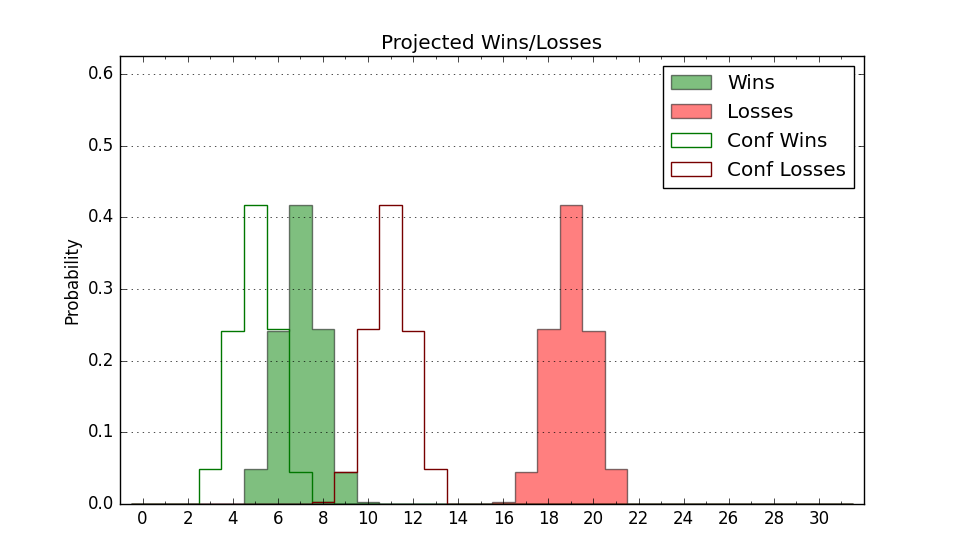 Projected Wins/Losses
0.6
0.5
0.4
0.3
0.2
0.1
0.0
Probability
Wins
Losses
Conf Wins
Conf Losses
0 2 4 6 8 10 12 14 16 18 20 22 24 26 28 30